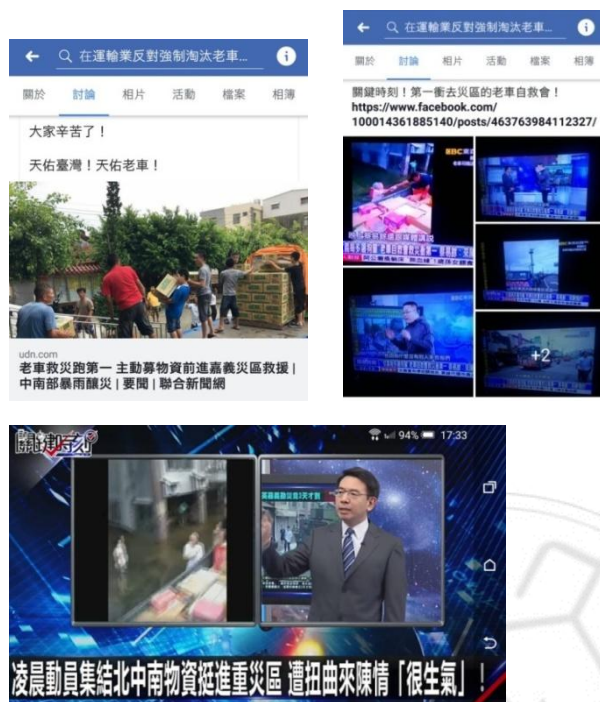 在運輸業反對強制淘汰老車...
關於 討論 相片 活動 檔案 相簿
大家辛苦了！
天佑臺灣！天佑老車！
udn.com
老車救災跑第一 主動募物資前進嘉義災區救援 |
中南部暴雨釀災 | 要聞 | 聯合新聞網
在運輸業反對強制淘汰老車...
關於 討論 相片 活動 檔案 相簿
關鍵時刻！第一衝去災區的老車自救會！
https://www.facebook.com/
100014361885140/posts/463763984112327/
+2
關鍵時刻
94% 17:33
凌晨動員集結北中南物資挺進重災區 遭扭曲來陳情「很生氣」！